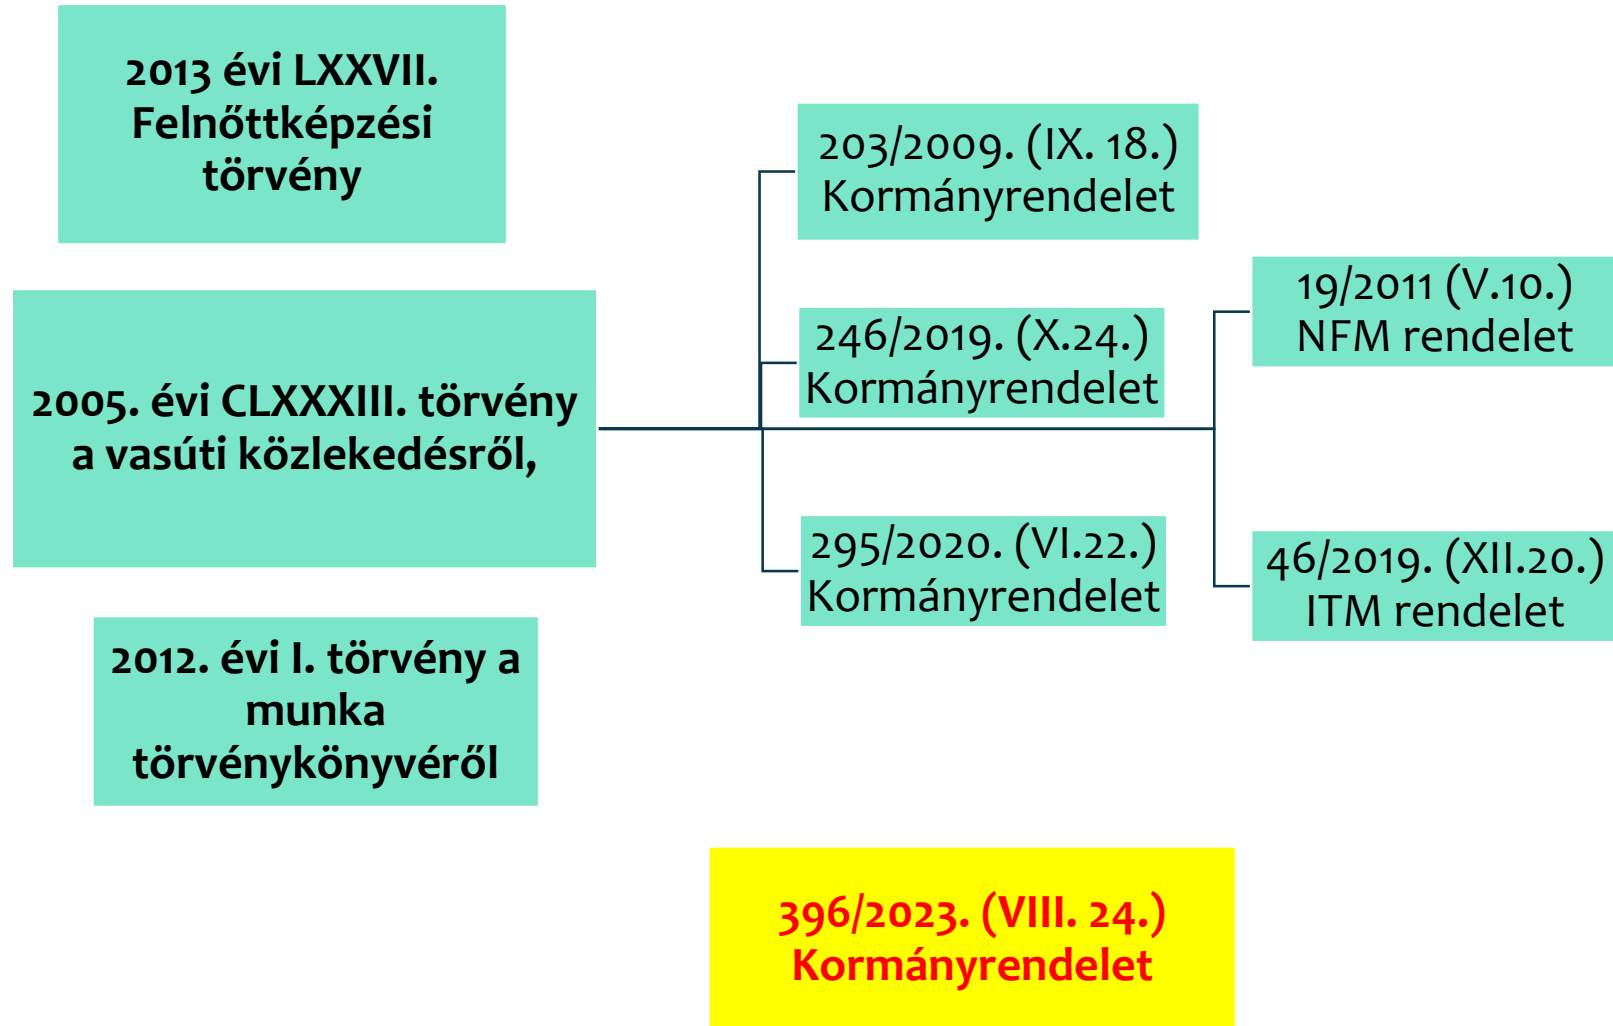 2013 évi LXXVII.
Felnőttképzési
törvény
2005. évi CLXXXIII. törvény
a vasúti közlekedésről,
2012. évi I. törvény a
munka
törvénykönyvéről
203/2009. (IX. 18.)
Kormányrendelet
246/2019. (X.24.)
Kormányrendelet
295/2020. (VI.22.)
Kormányrendelet
19/2011 (V.10.)
NFM rendelet
46/2019. (XII.20.)
ITM rendelet
396/2023. (VIII. 24.)
Kormányrendelet